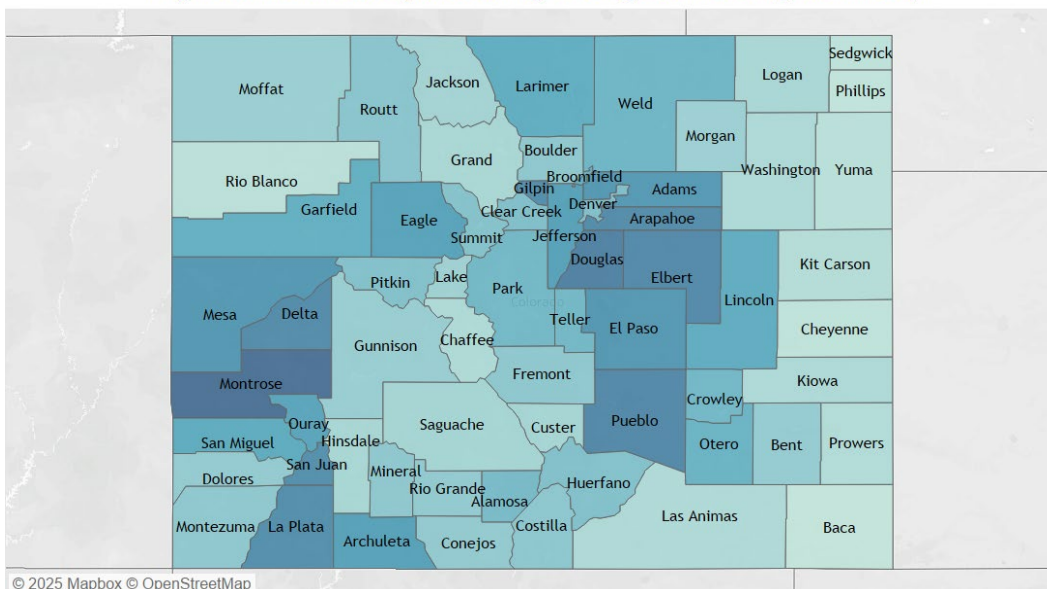 Sedgwick
Logan
Phillips
Jackson
Larimer
Moffat
Weld
Routt
Morgan
Boulder
Grand
Washington
Yuma
Rio Blanco
Broomfield
Gilpin
Adams
Denver
Garfield
Clear Creek
Eagle
Arapahoe
Summit
Jefferson
Douglas
Kit Carson
Lake
Elbert
Pitkin
Park
Colorado
Lincoln
Mesa
Delta
Teller
El Paso
Cheyenne
Chaffee
Gunnison
Fremont
Montrose
Kiowa
Crowley
Ouray
Saguache
Custer
Pueblo
San Miguel
Hinsdale
Otero
Bent
Prowers
San Juan
Mineral
Dolores
Rio Grande
Huerfano
Alamosa
Las Animas
Montezuma
La Plata
Costilla
Baca
Archuleta
Conejos
© 2025 Mapbox © OpenStreetMap